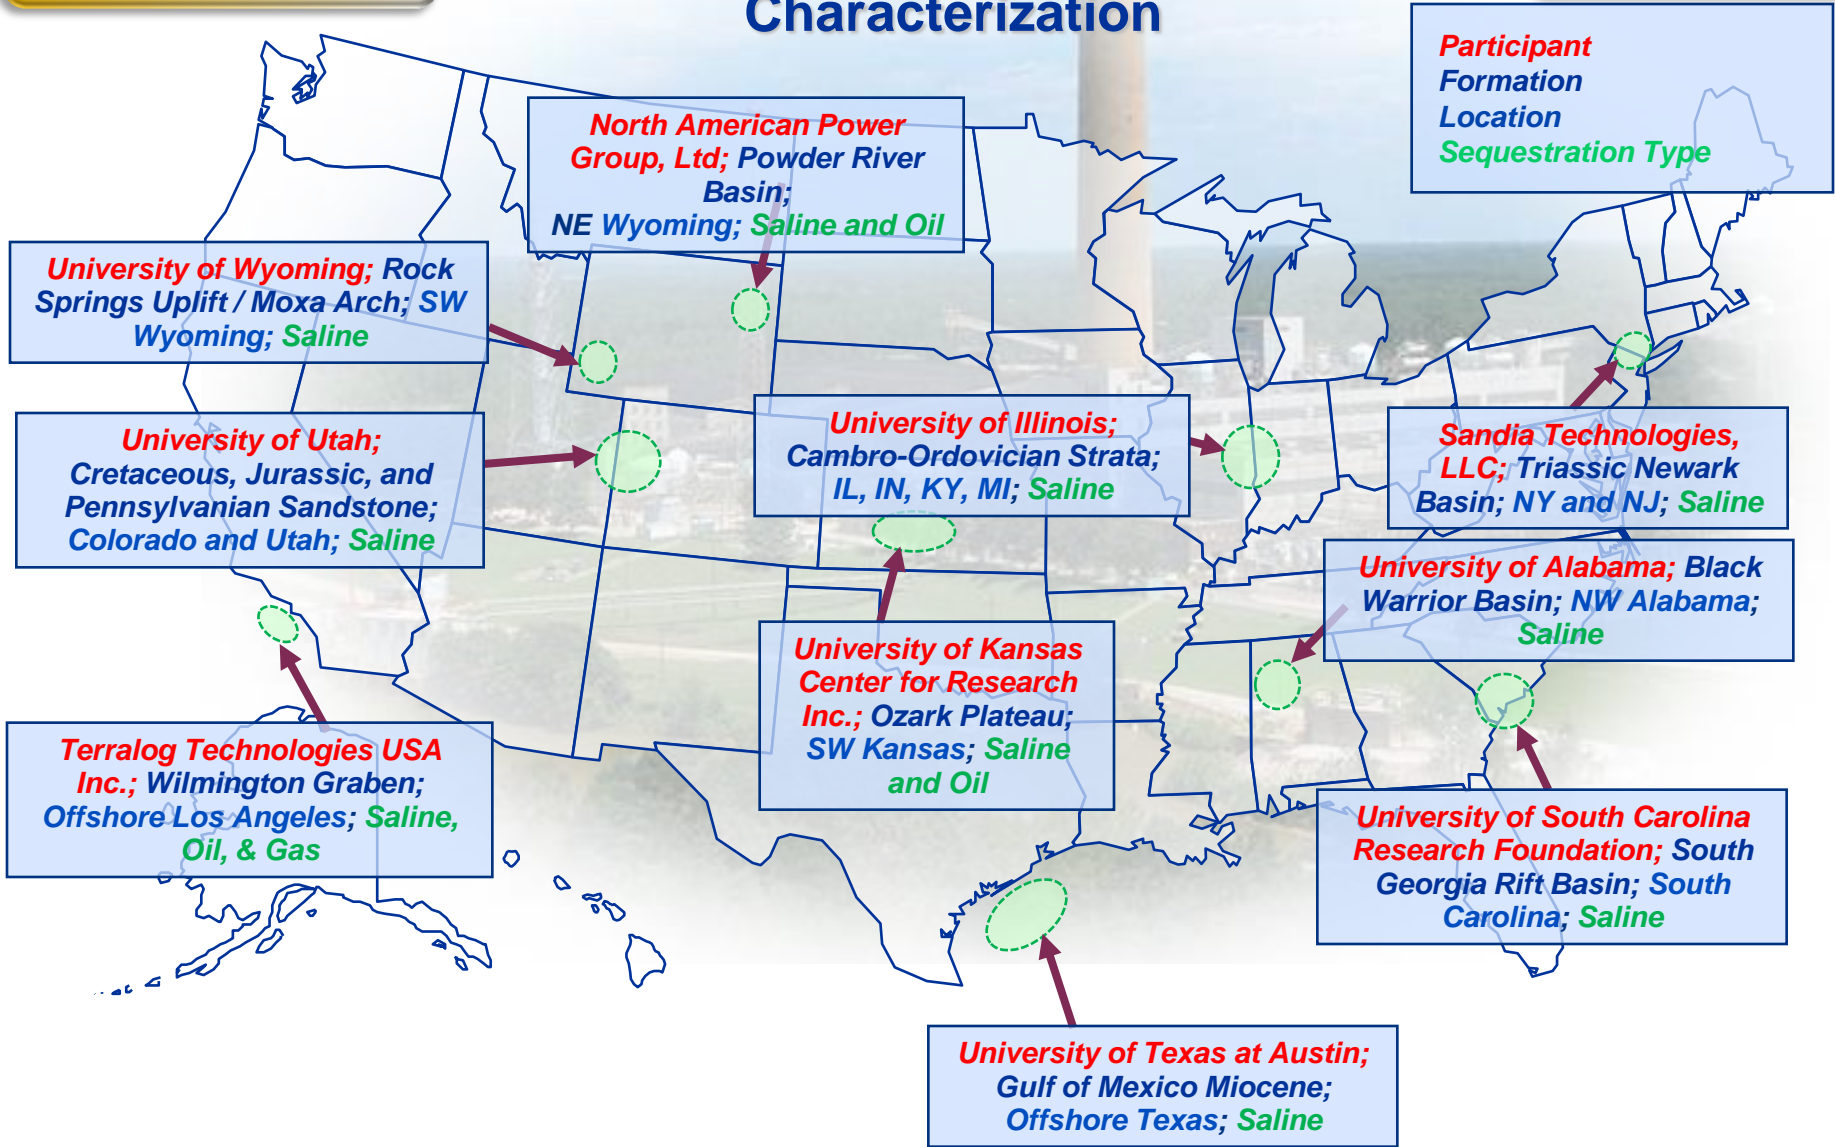 Characterization
Participant
Formation
Location
Sequestration Type
North American Power
Group, Ltd; Powder River
Basin;
NE Wyoming; Saline and Oil
University of Wyoming; Rock
Springs Uplift / Moxa Arch; SW
Wyoming; Saline
University of Utah;
Cretaceous, Jurassic, and
Pennsylvanian Sandstone;
Colorado and Utah; Saline
University of Illinois;
Cambro-Ordovician Strata;
IL, IN, KY, MI; Saline
Sandia Technologies,
LLC; Triassic Newark
Basin; NY and NJ; Saline
University of Alabama; Black
Warrior Basin; NW Alabama;
Saline
University of Kansas
Center for Research
Inc.; Ozark Plateau;
SW Kansas; Saline
and Oil
Terralog Technologies USA
Inc.; Wilmington Graben;
Offshore Los Angeles; Saline,
Oil, & Gas
University of South Carolina
Research Foundation; South
Georgia Rift Basin; South
Carolina; Saline
University of Texas at Austin;
Gulf of Mexico Miocene;
Offshore Texas; Saline